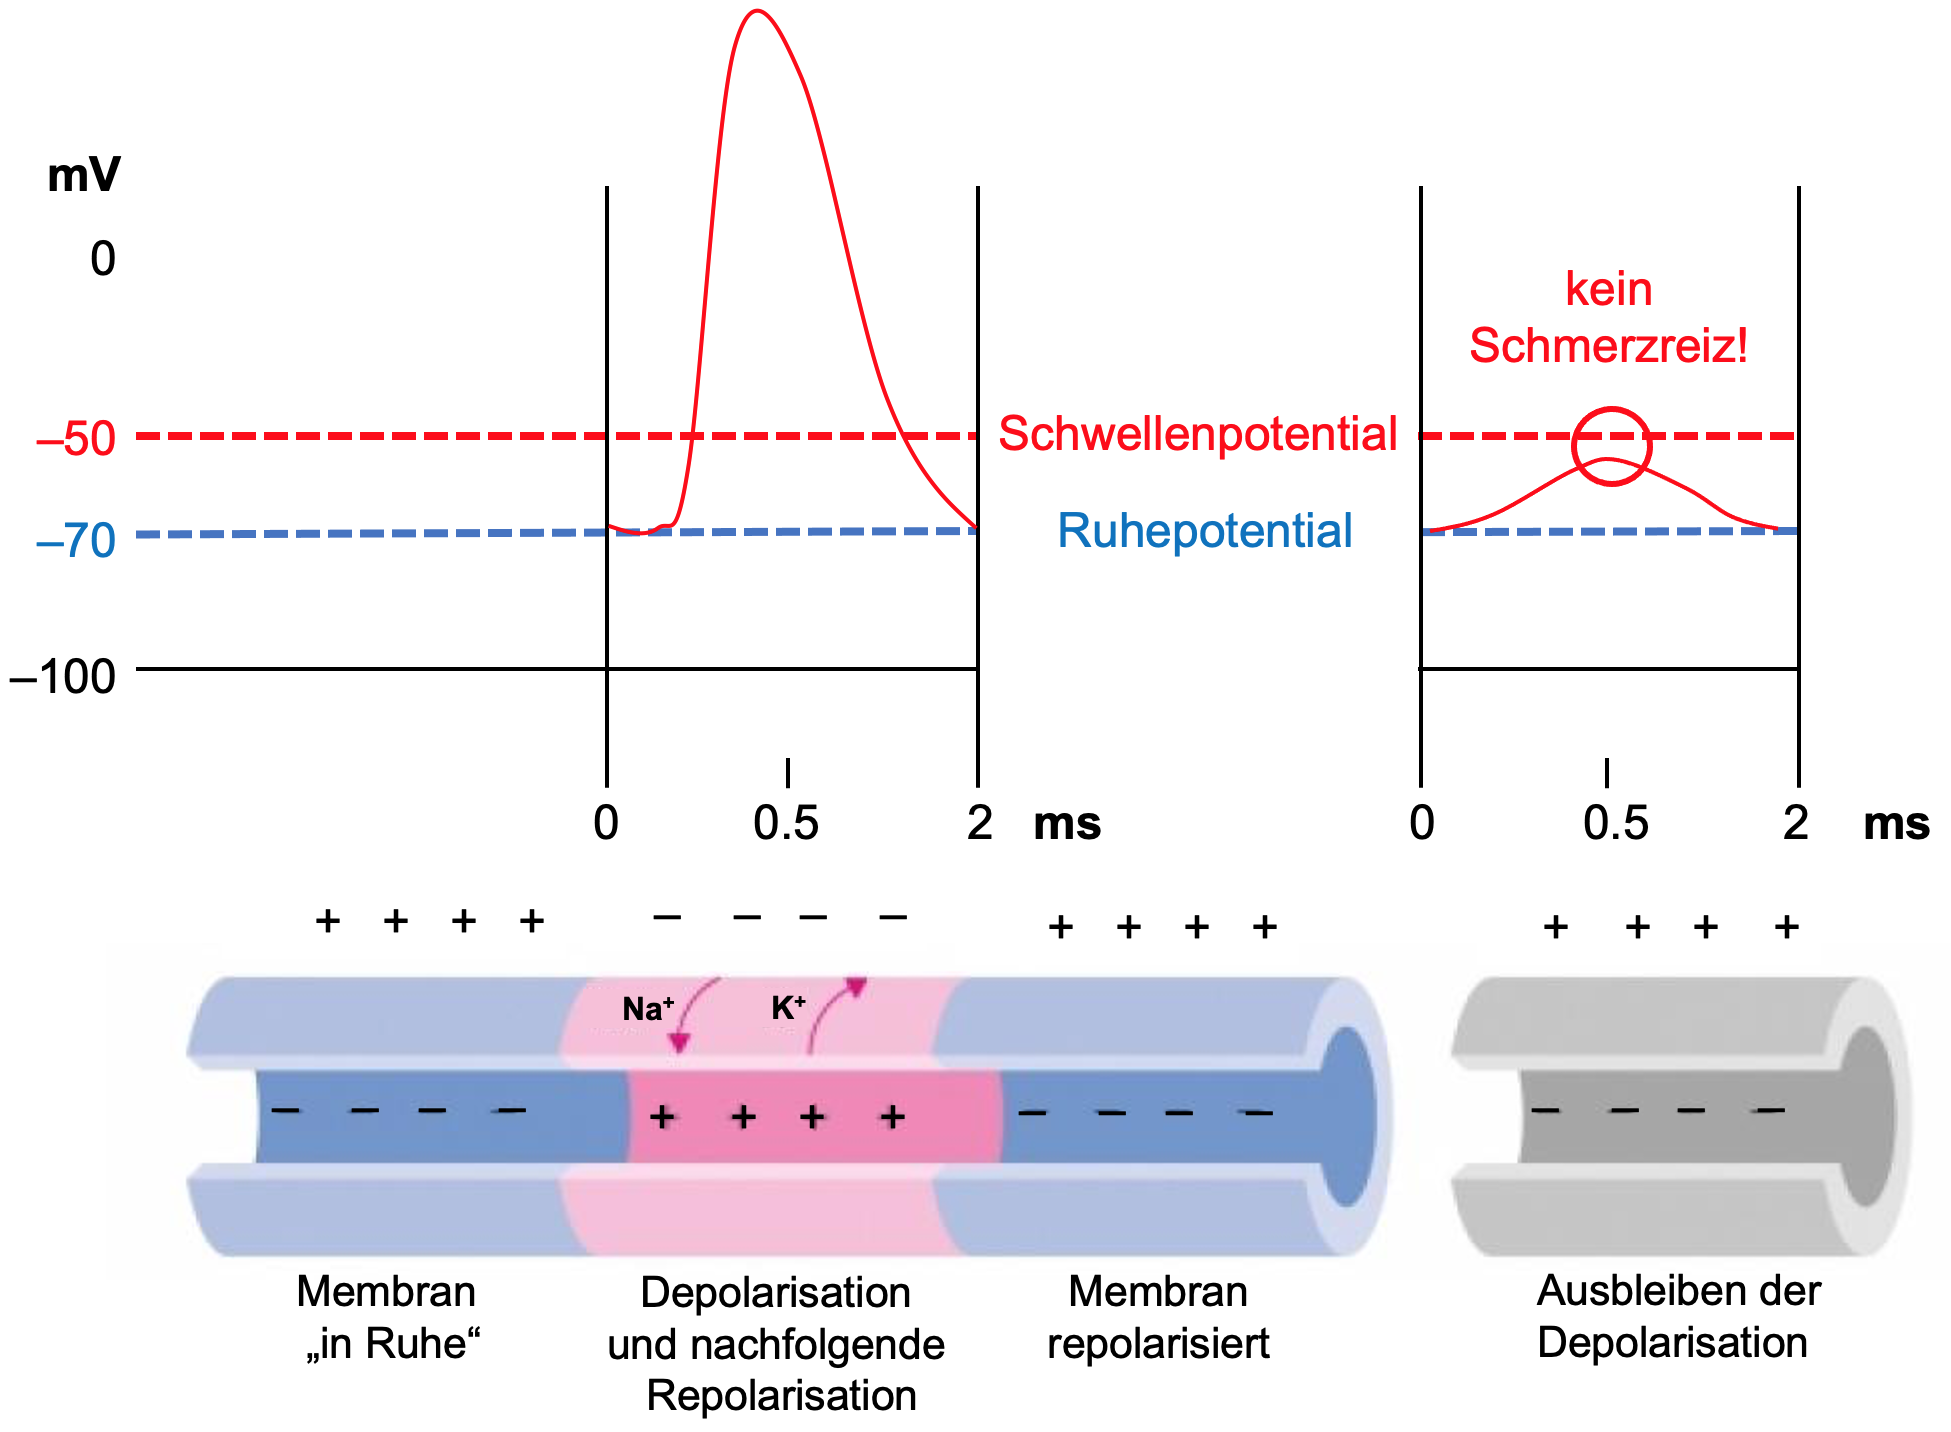 mV
0
–50
–70
–100
Schwellenpotential
Ruhepotential
kein
Schmerzreiz!
0 0.5 2 ms
0 0.5 2 ms
+ + + +
– – – –
+ + + +
+ + + +
Na⁺
K⁺
– – – –
+ + + +
– – – –
– – – –
Membran
„in Ruhe“
Depolarisation
und nachfolgende
Repolarisation
Membran
repolarisiert
Ausbleiben der
Depolarisation